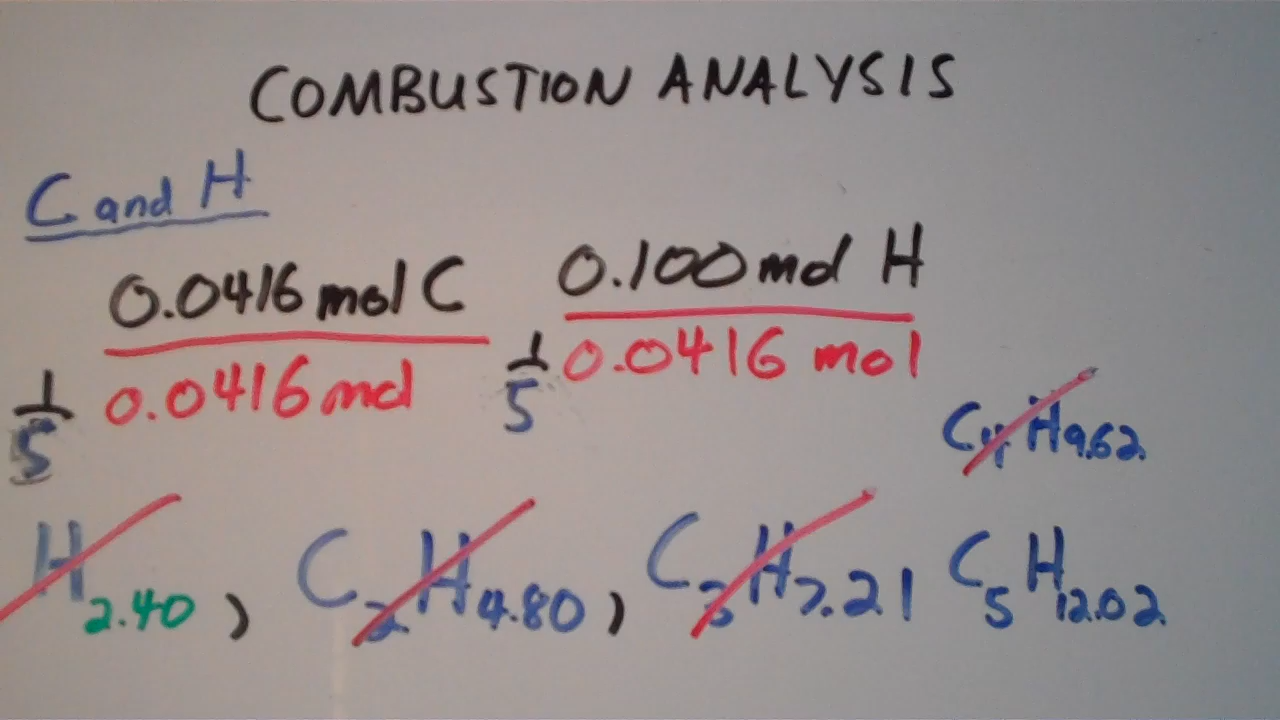 COMBUSTION ANALYSIS
C and H
0.0416 mol C 0.100 mol H
1/5 0.0416 mol 1/5 0.0416 mol
C4H9.62
H2.40, C2H4.80, C3H7.21 C5H12.02